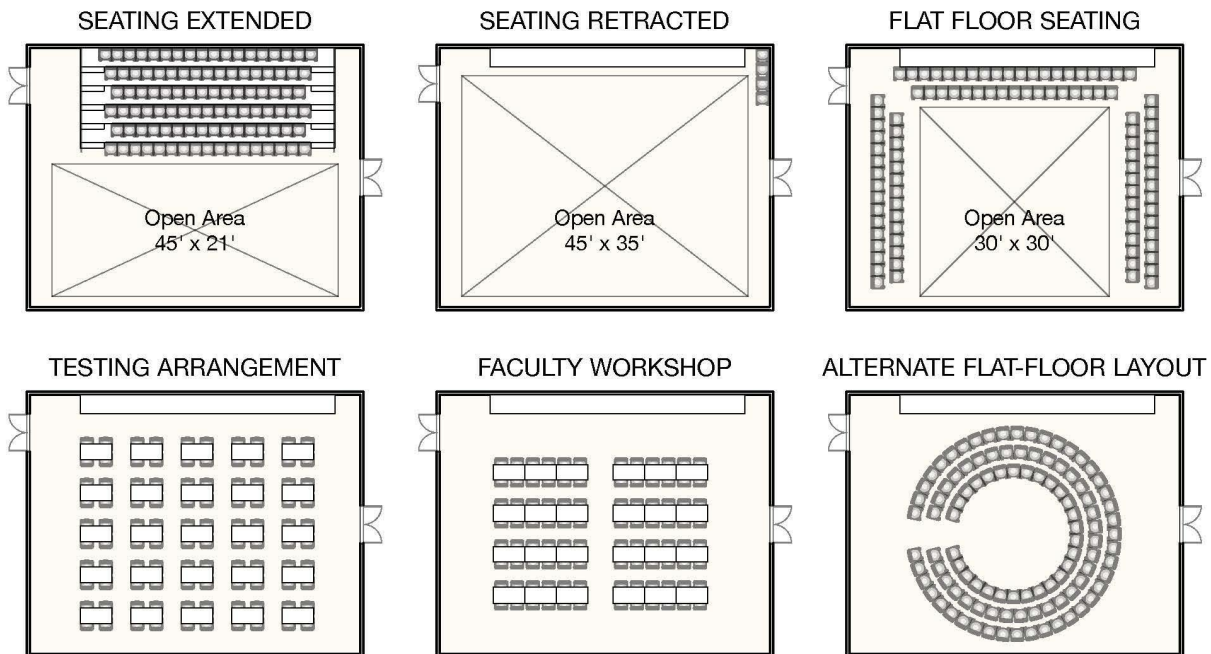 SEATING EXTENDED
SEATING RETRACTED
FLAT FLOOR SEATING
Open Area
45' x 21'
Open Area
45' x 35'
Open Area
30' x 30'
TESTING ARRANGEMENT
FACULTY WORKSHOP
ALTERNATE FLAT-FLOOR LAYOUT